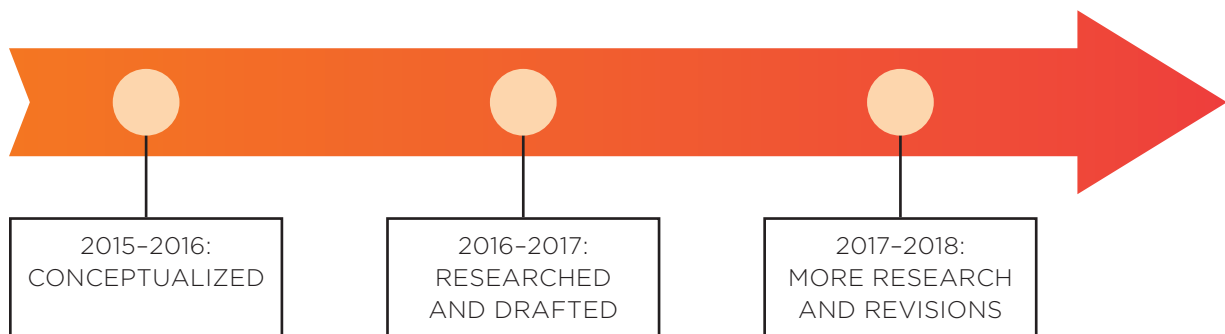 2015–2016:
CONCEPTUALIZED
2016–2017:
RESEARCHED
AND DRAFTED
2017–2018:
MORE RESEARCH
AND REVISIONS